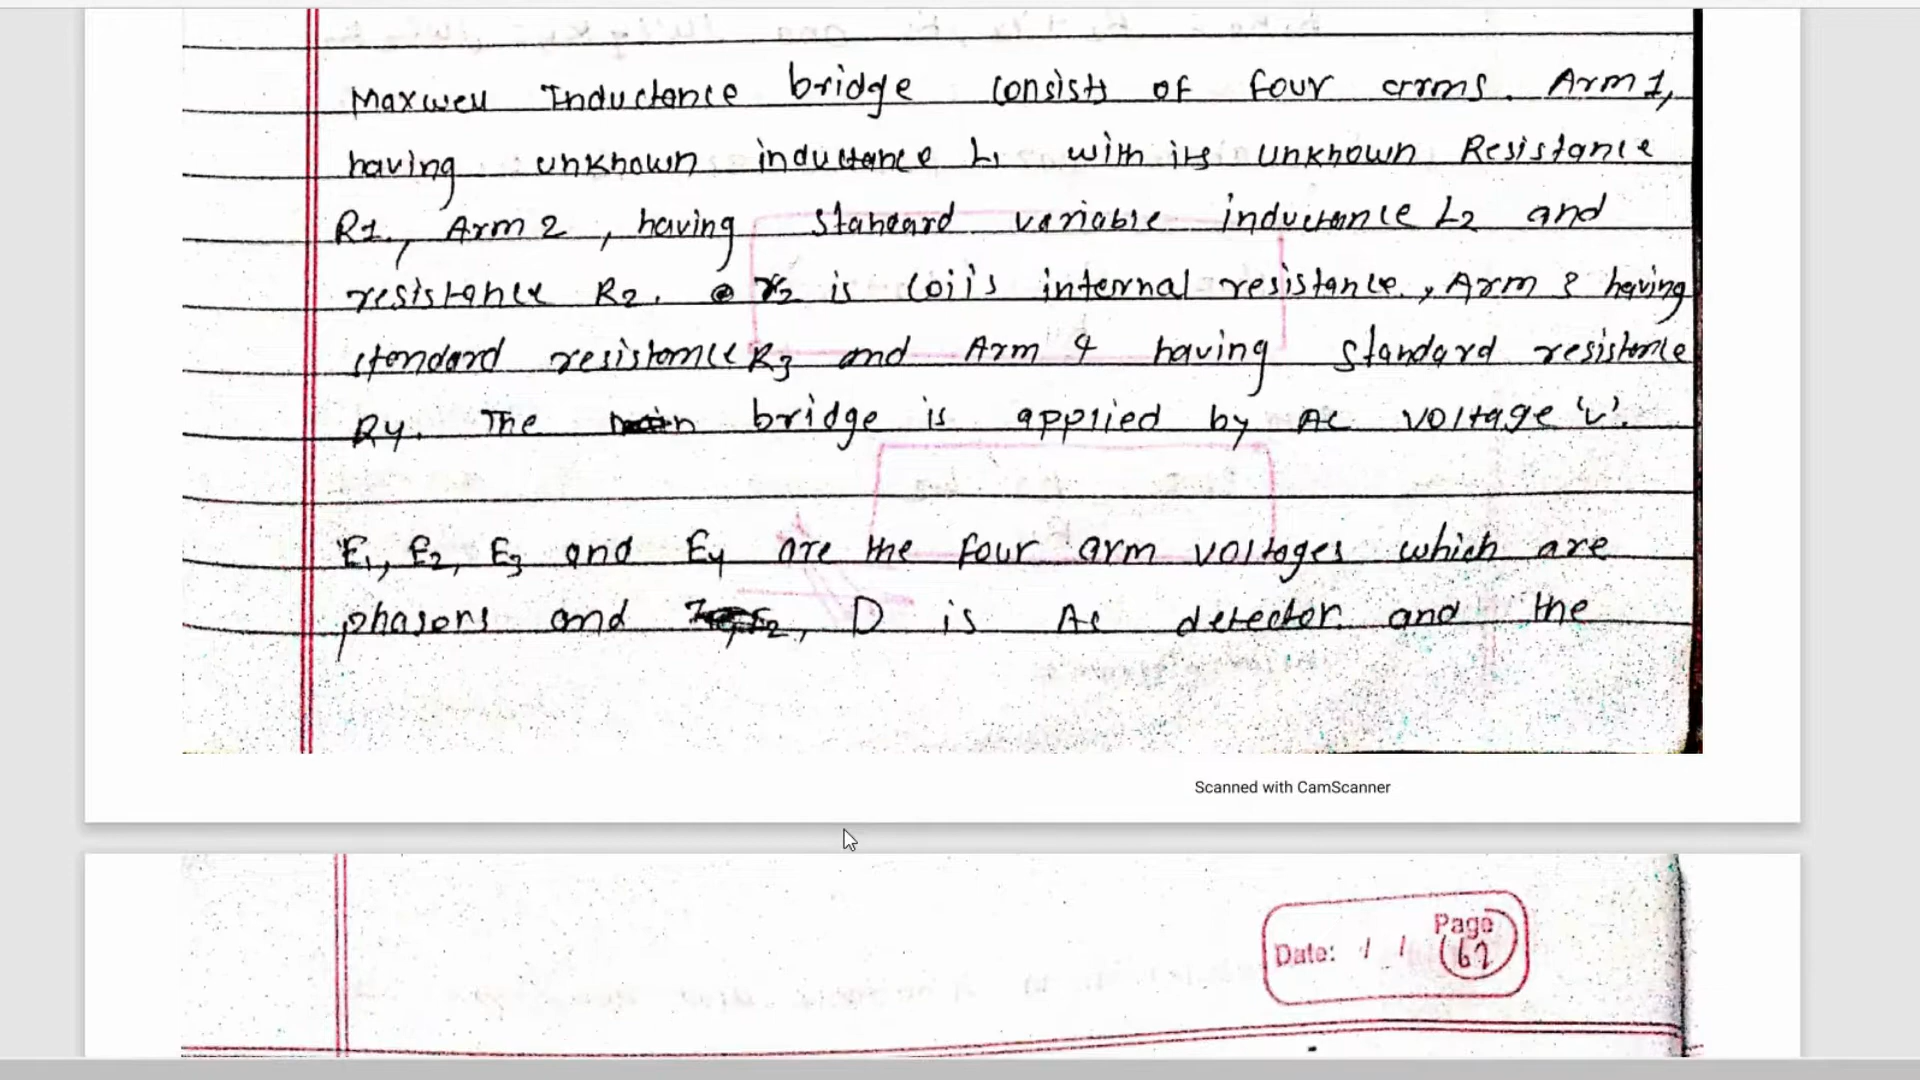 Maxwell Inductance bridge consists of four arms. Arm 1,
having unknown inductance L1 with its unknown Resistance
R1., Arm 2, having standard variable inductance L2 and
resistance R2. r2 is coil's internal resistance., Arm 3 having
standard resistance R3 and Arm 4 having standard resistance
R4. The bridge is applied by AC voltage 'v'.
E1, E2, E3 and E4 are the four arm voltages which are
phasors and , D is AC detector and the
Scanned with CamScanner
Page
Date: / /